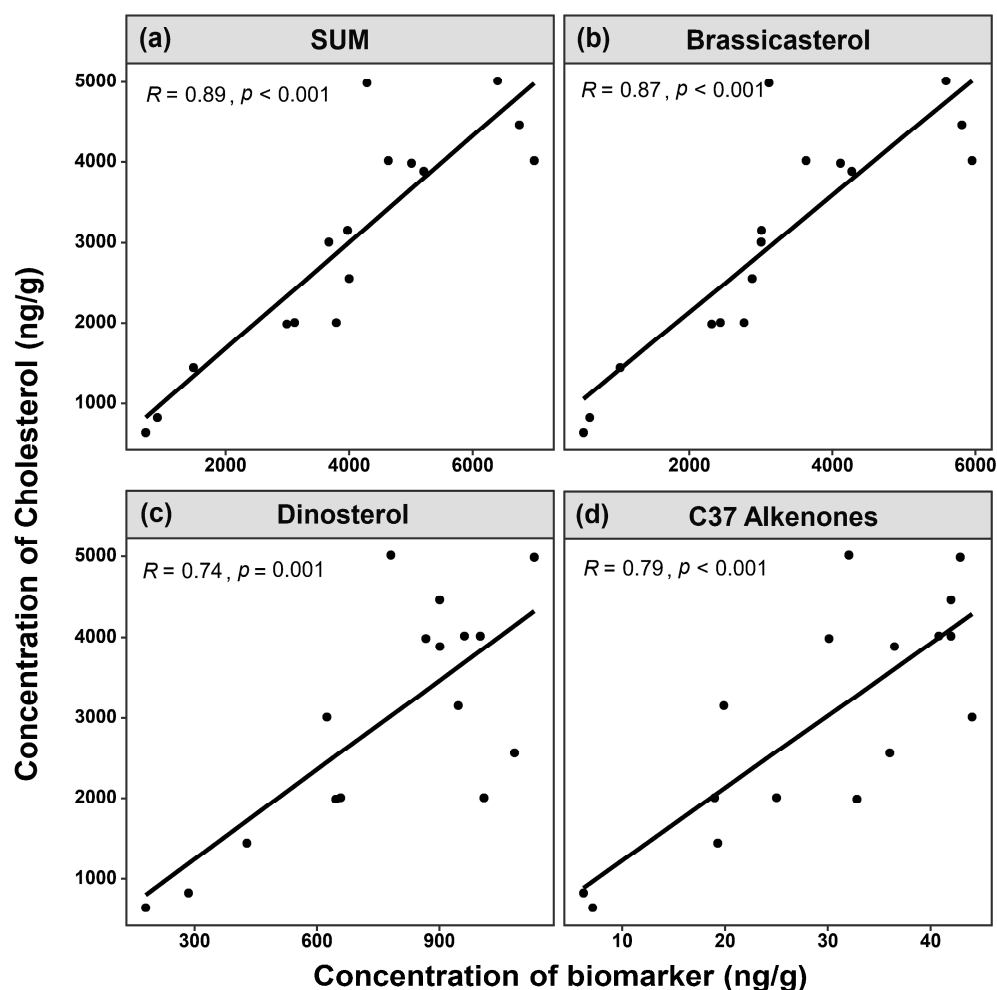 (a) SUM
(b) Brassicasterol
R = 0.89, p < 0.001
R = 0.87, p < 0.001
5000
4000
3000
2000
1000
2000 4000 6000
2000 4000 6000
(c) Dinosterol
(d) C37 Alkenones
R = 0.74, p = 0.001
R = 0.79, p < 0.001
5000
4000
3000
2000
1000
300 600 900
10 20 30 40
Concentration of Cholesterol (ng/g)
Concentration of biomarker (ng/g)